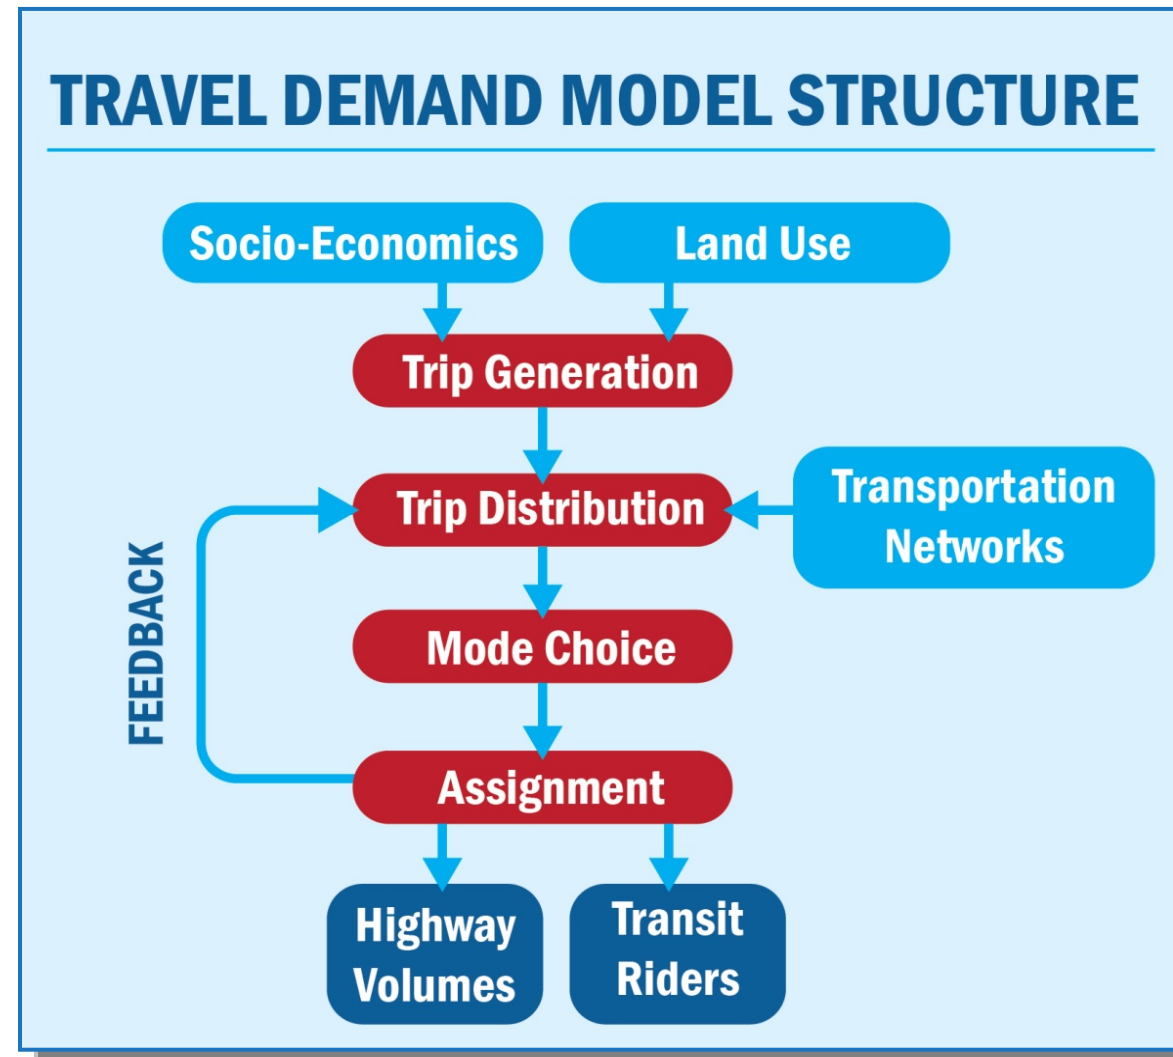 TRAVEL DEMAND MODEL STRUCTURE
Socio-Economics
Land Use
Trip Generation
Trip Distribution
Transportation
Networks
FEEDBACK
Mode Choice
Assignment
Highway
Volumes
Transit
Riders